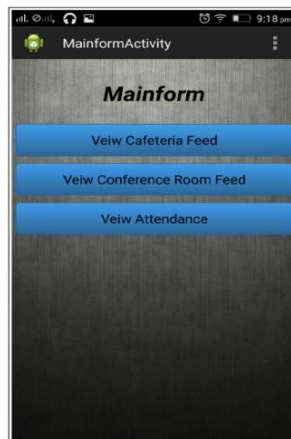 9:18 pm
MainformActivity
Mainform
Veiw Cafeteria Feed
Veiw Conference Room Feed
Veiw Attendance